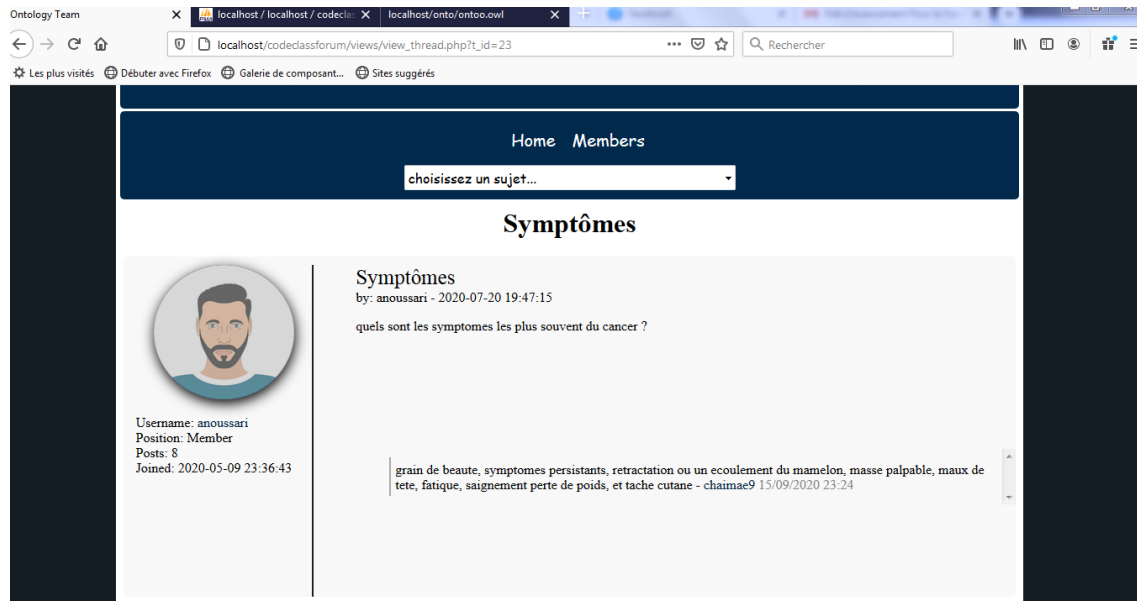 Ontology Team
localhost / localhost / codecla
localhost/onto/ontoo.owl
localhost/codeclassforum/views/view_thread.php?t_id=23
Rechercher
Les plus visités Débuter avec Firefox Galerie de composant... Sites suggérés
Home Members
choisissez un sujet...
Symptômes
Symptômes
by: anoussari - 2020-07-20 19:47:15
quels sont les symptomes les plus souvent du cancer ?
Username: anoussari
Position: Member
Posts: 8
Joined: 2020-05-09 23:36:43
grain de beaute, symptomes persistants, retractation ou un ecoulement du mamelon, masse palpable, maux de
tete, fatique, saignement perte de poids, et tache cutane - chaimae9 15/09/2020 23:24